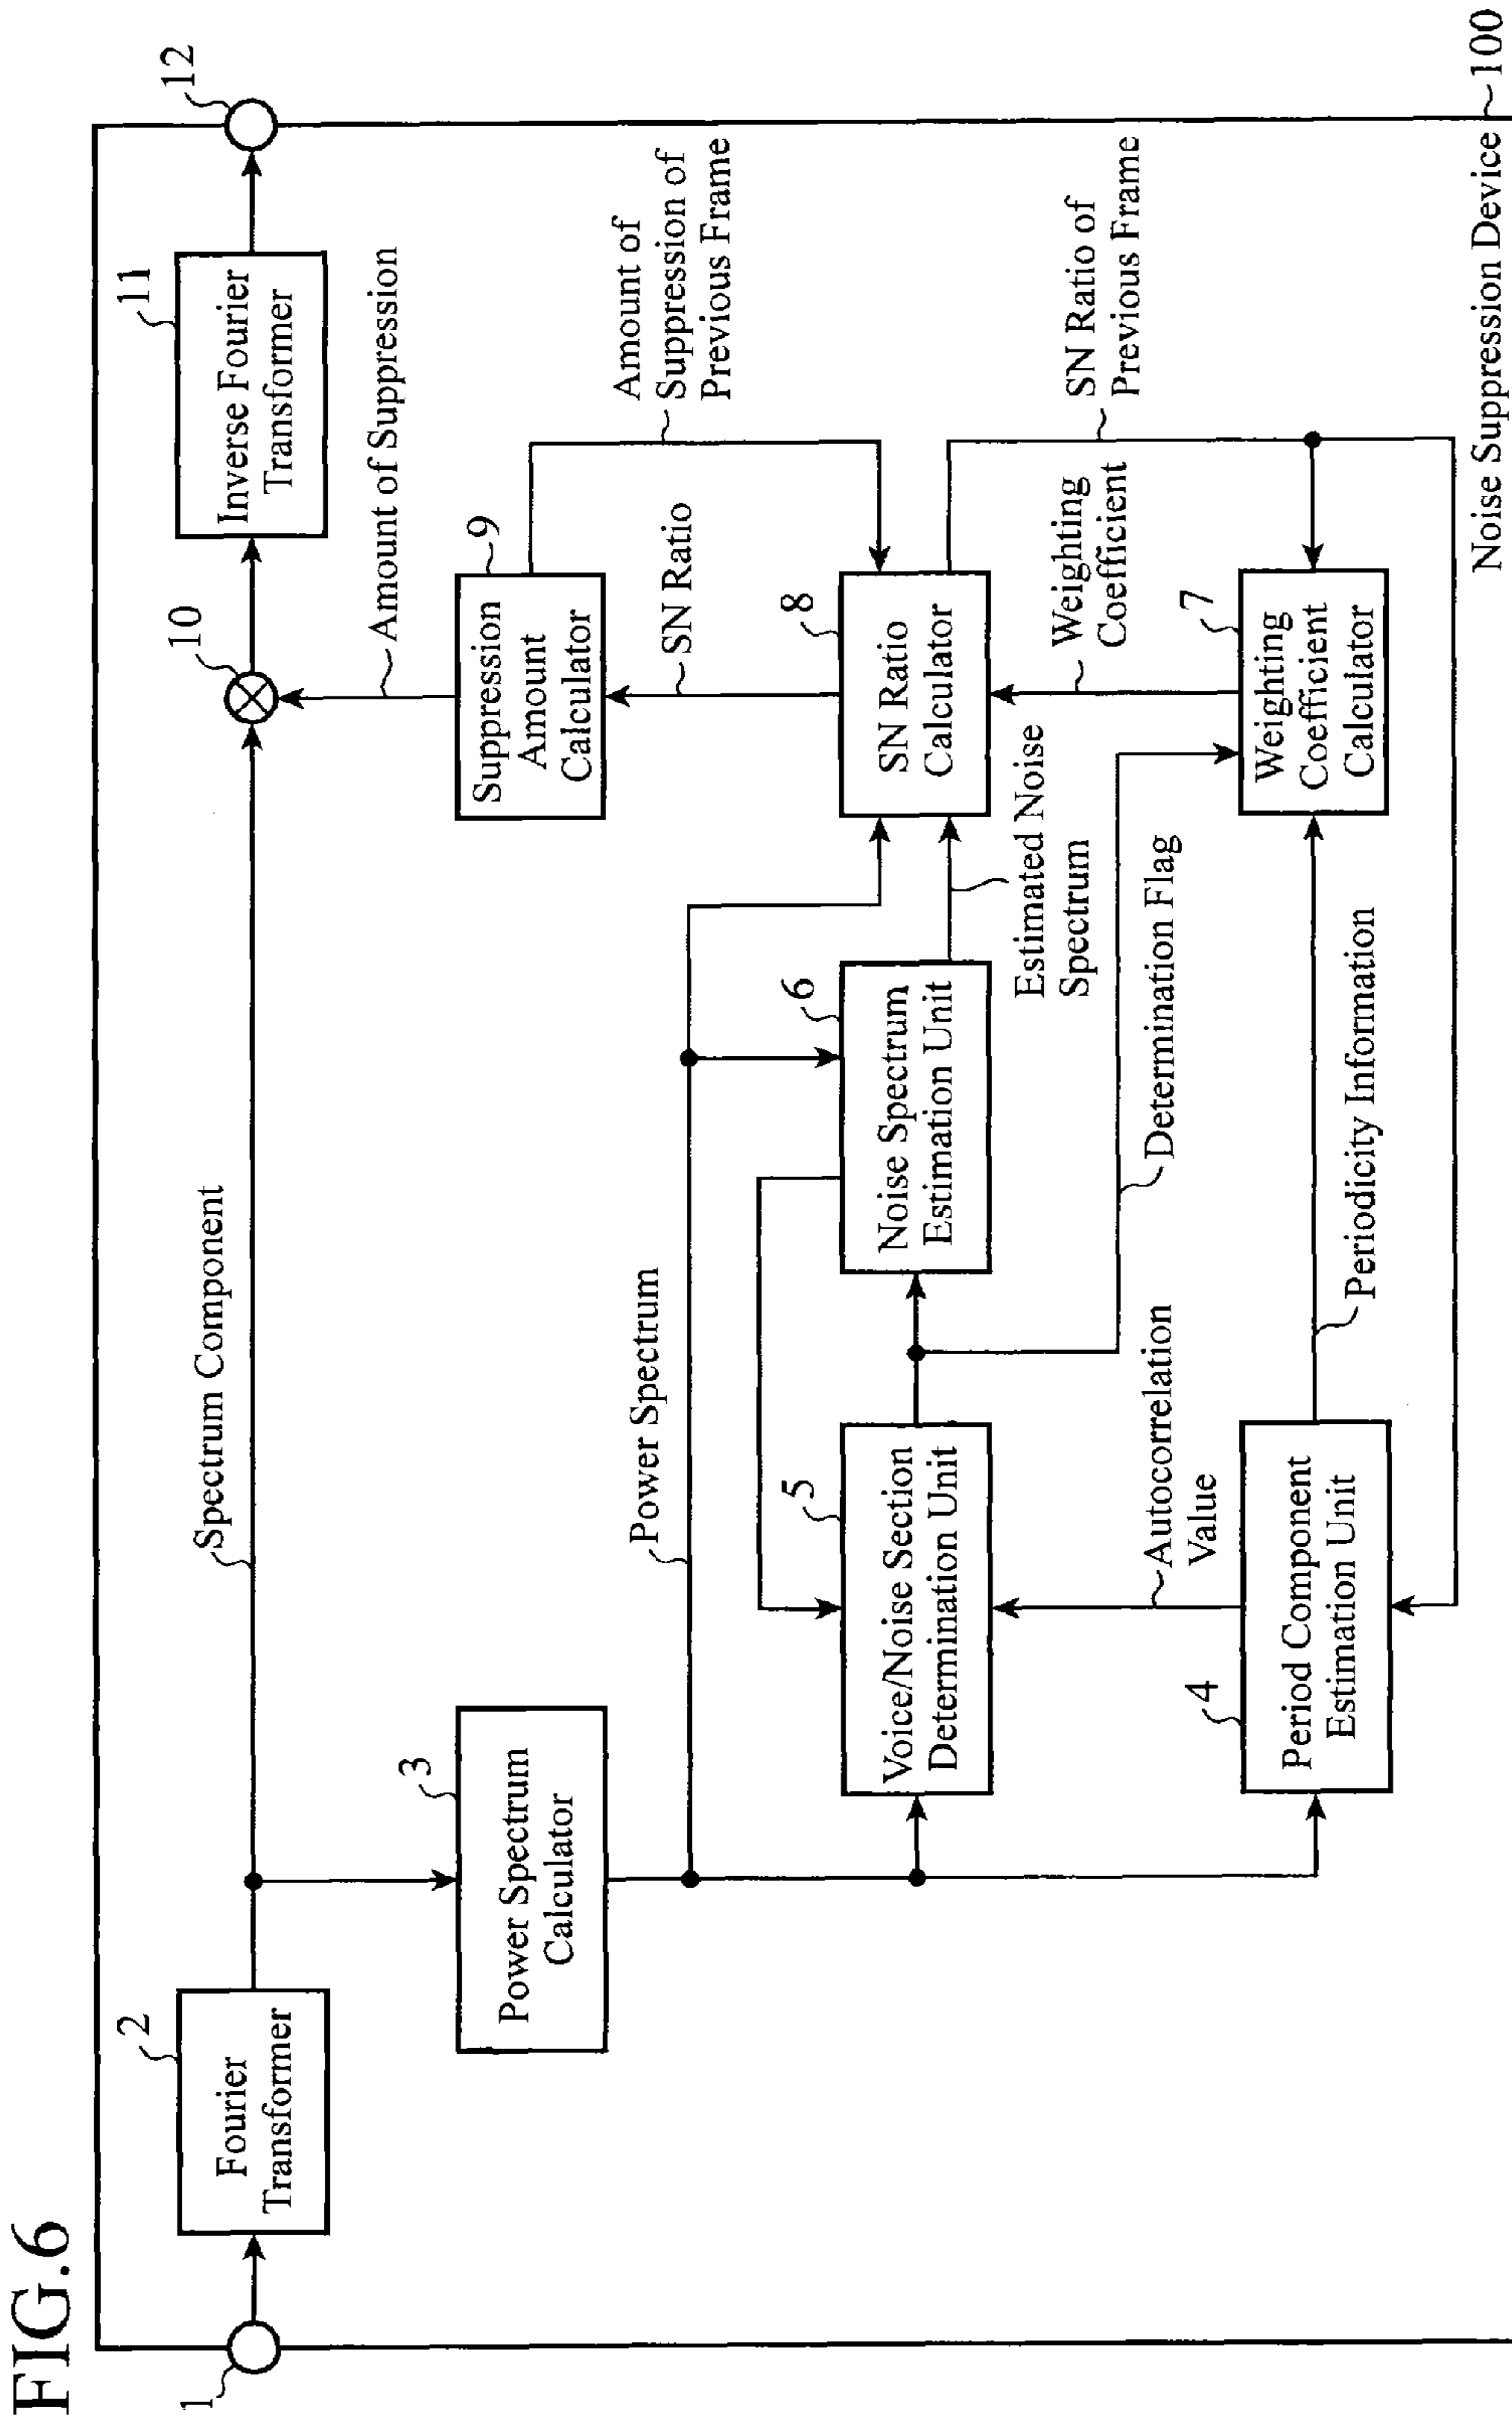 FIG.6
1
2
Fourier
Transformer
Spectrum Component
10
11
Inverse Fourier
Transformer
12
3
Power Spectrum
Calculator
Power Spectrum
Amount of Suppression
9
Suppression
Amount
Calculator
Amount of
Suppression of
Previous Frame
SN Ratio
5
Voice/Noise Section
Determination Unit
6
Noise Spectrum
Estimation Unit
8
SN Ratio
Calculator
Estimated Noise
Spectrum
SN Ratio of
Previous Frame
Weighting
Coefficient
Autocorrelation
Value
Determination Flag
4
Period Component
Estimation Unit
Periodicity Information
7
Weighting
Coefficient
Calculator
Noise Suppression Device
100